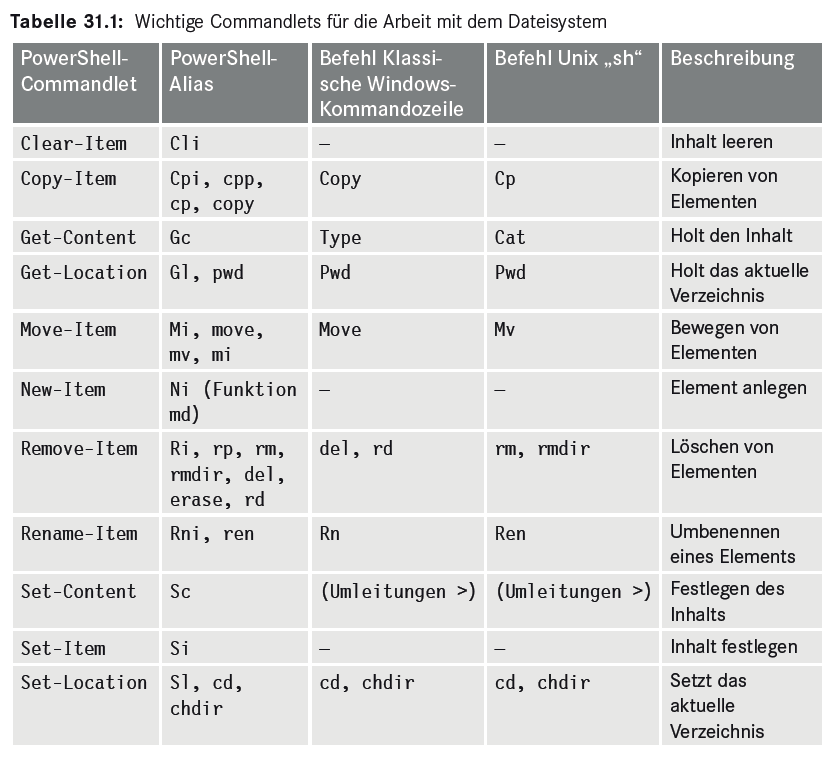 Tabelle 31.1: Wichtige Commandlets für die Arbeit mit dem Dateisystem
PowerShell-Commandlet PowerShell-Alias Befehl Klassische Windows-Kommandozeile Befehl Unix „sh“ Beschreibung
Clear-Item Cli – – Inhalt leeren
Copy-Item Cpi, cpp, cp, copy Copy Cp Kopieren von Elementen
Get-Content Gc Type Cat Holt den Inhalt
Get-Location Gl, pwd Pwd Pwd Holt das aktuelle Verzeichnis
Move-Item Mi, move, mv, mi Move Mv Bewegen von Elementen
New-Item Ni (Funktion md) – – Element anlegen
Remove-Item Ri, rp, rm, rmdir, del, erase, rd del, rd rm, rmdir Löschen von Elementen
Rename-Item Rni, ren Rn Ren Umbenennen eines Elements
Set-Content Sc (Umleitungen >) (Umleitungen >) Festlegen des Inhalts
Set-Item Si – – Inhalt festlegen
Set-Location Sl, cd, chdir cd, chdir cd, chdir Setzt das aktuelle Verzeichnis